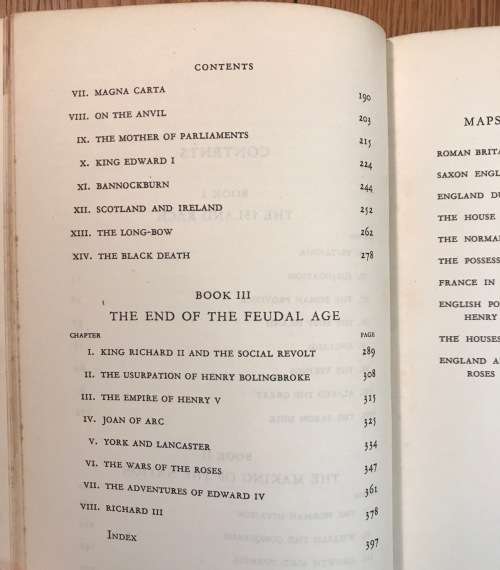 CONTENTS
VII. MAGNA CARTA 190
VIII. ON THE ANVIL 203
IX. THE MOTHER OF PARLIAMENTS 215
X. KING EDWARD I 224
XI. BANNOCKBURN 244
XII. SCOTLAND AND IRELAND 252
XIII. THE LONG-BOW 262
XIV. THE BLACK DEATH 278
BOOK III
THE END OF THE FEUDAL AGE
CHAPTER PAGE
I. KING RICHARD II AND THE SOCIAL REVOLT 289
II. THE USURPATION OF HENRY BOLINGBROKE 308
III. THE EMPIRE OF HENRY V 315
IV. JOAN OF ARC 325
V. YORK AND LANCASTER 334
VI. THE WARS OF THE ROSES 347
VII. THE ADVENTURES OF EDWARD IV 361
VIII. RICHARD III 378
INDEX 397
MAPS
ROMAN BRITA
SAXON ENGL
ENGLAND DU
THE HOUSE
THE NORMAN
THE POSSESS
FRANCE IN
ENGLISH PO
HENRY
THE HOUSES
ENGLAND A
ROSES